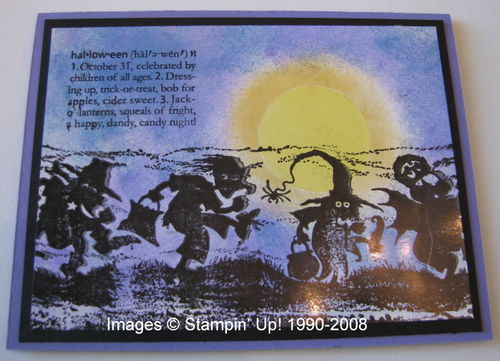 hal•low•een (hăl′ə-wēn′) n
1. October 31, celebrated by
children of all ages. 2. Dress-
ing up, trick-or-treat, bob for
apples, cider sweet. 3. Jack-
o'-lanterns, squeals of fright,
a happy, dandy, candy night!
Images © Stampin' Up! 1990-2008